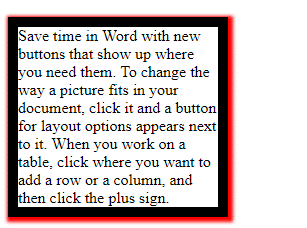 Save time in Word with new
buttons that show up where
you need them. To change the
way a picture fits in your
document, click it and a button
for layout options appears next
to it. When you work on a
table, click where you want to
add a row or a column, and
then click the plus sign.